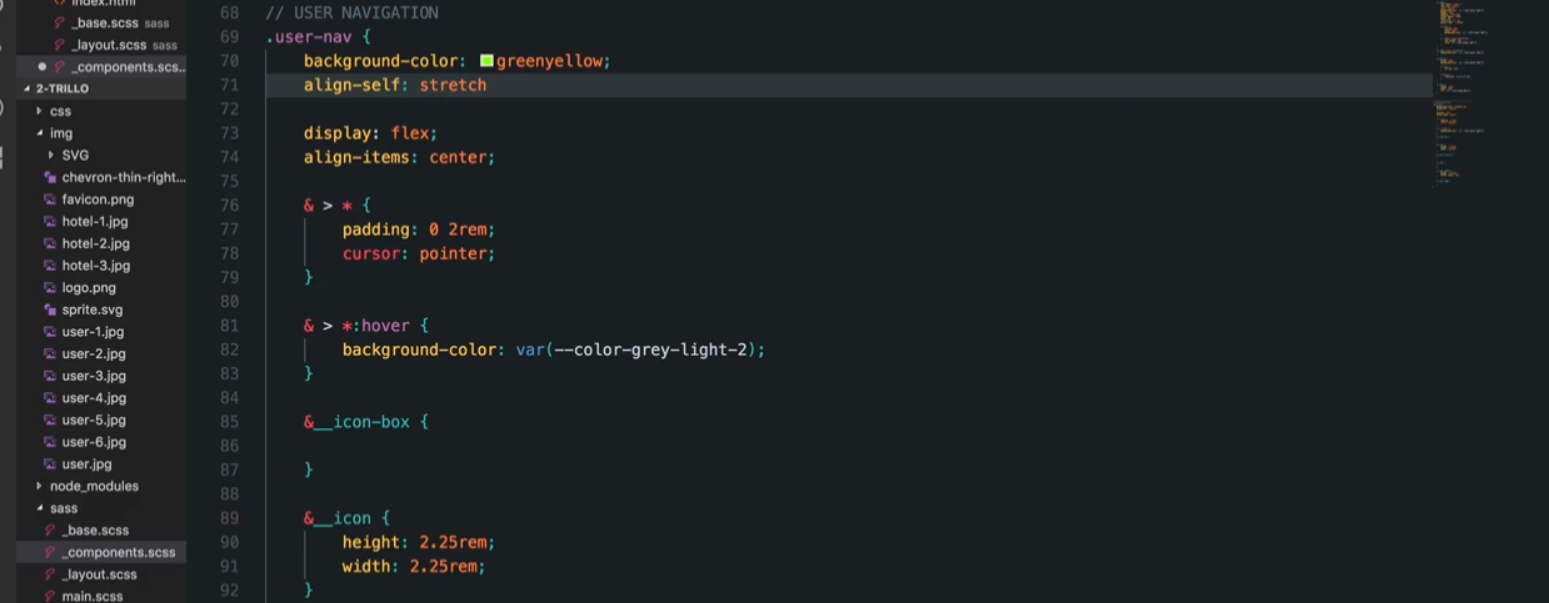 index.html
_base.scss sass
_layout.scss sass
_components.scs...
2-TRILLO
css
img
SVG
chevron-thin-right...
favicon.png
hotel-1.jpg
hotel-2.jpg
hotel-3.jpg
logo.png
sprite.svg
user-1.jpg
user-2.jpg
user-3.jpg
user-4.jpg
user-5.jpg
user-6.jpg
user.jpg
node_modules
sass
_base.scss
_components.scss
_layout.scss
main.scss
68 // USER NAVIGATION
69 .user-nav {
70 background-color: greenyellow;
71 align-self: stretch
72
73 display: flex;
74 align-items: center;
75
76 & > * {
77 padding: 0 2rem;
78 cursor: pointer;
79 }
80
81 & > *:hover {
82 background-color: var(--color-grey-light-2);
83 }
84
85 &__icon-box {
86
87 }
88
89 &__icon {
90 height: 2.25rem;
91 width: 2.25rem;
92 }